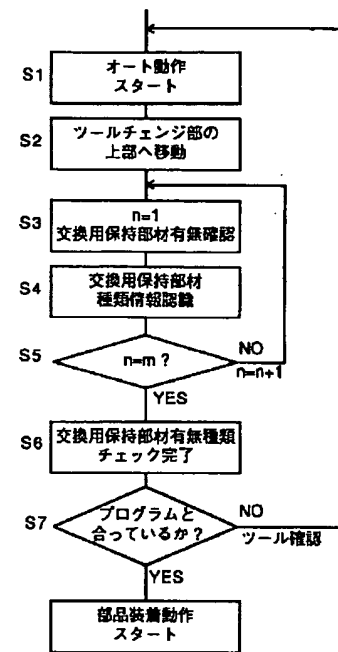 S1
オート動作
スタート
S2
ツールチェンジ部の
上部へ移動
S3
n=1
交換用保持部材有無確認
S4
交換用保持部材
種類情報認識
S5
n=m ?
NO
n=n+1
YES
S6
交換用保持部材有無種類
チェック完了
S7
プログラムと
合っているか?
NO
ツール確認
YES
部品装着動作
スタート